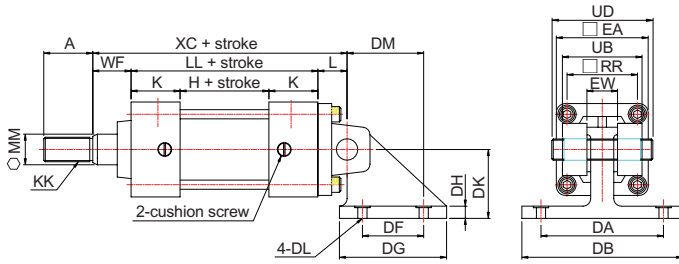 A
XC + stroke
DM
WF
LL + stroke
L
K
H + stroke
K
MM
KK
2-cushion screw
4-DL
DF
DG
DH
DK
UD
□ EA
UB
□ RR
EW
DA
DB